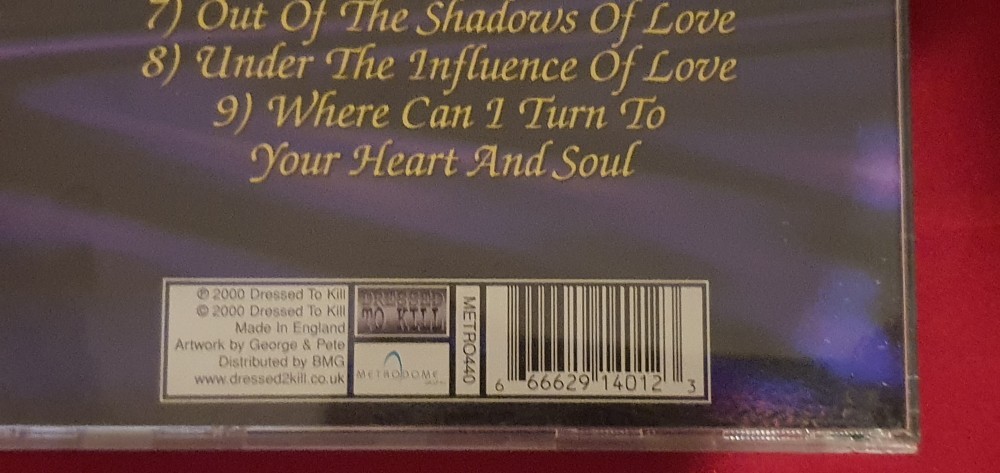 7) Out Of The Shadows Of Love
8) Under The Influence Of Love
9) Where Can I Turn To
Your Heart And Soul
℗ 2000 Dressed To Kill
© 2000 Dressed To Kill
Made In England
Artwork by George & Pete
Distributed by BMG
www.dressed2kill.co.uk
DRESSED
TO KILL
METRODOME
METRO440
6 66629 14012 3